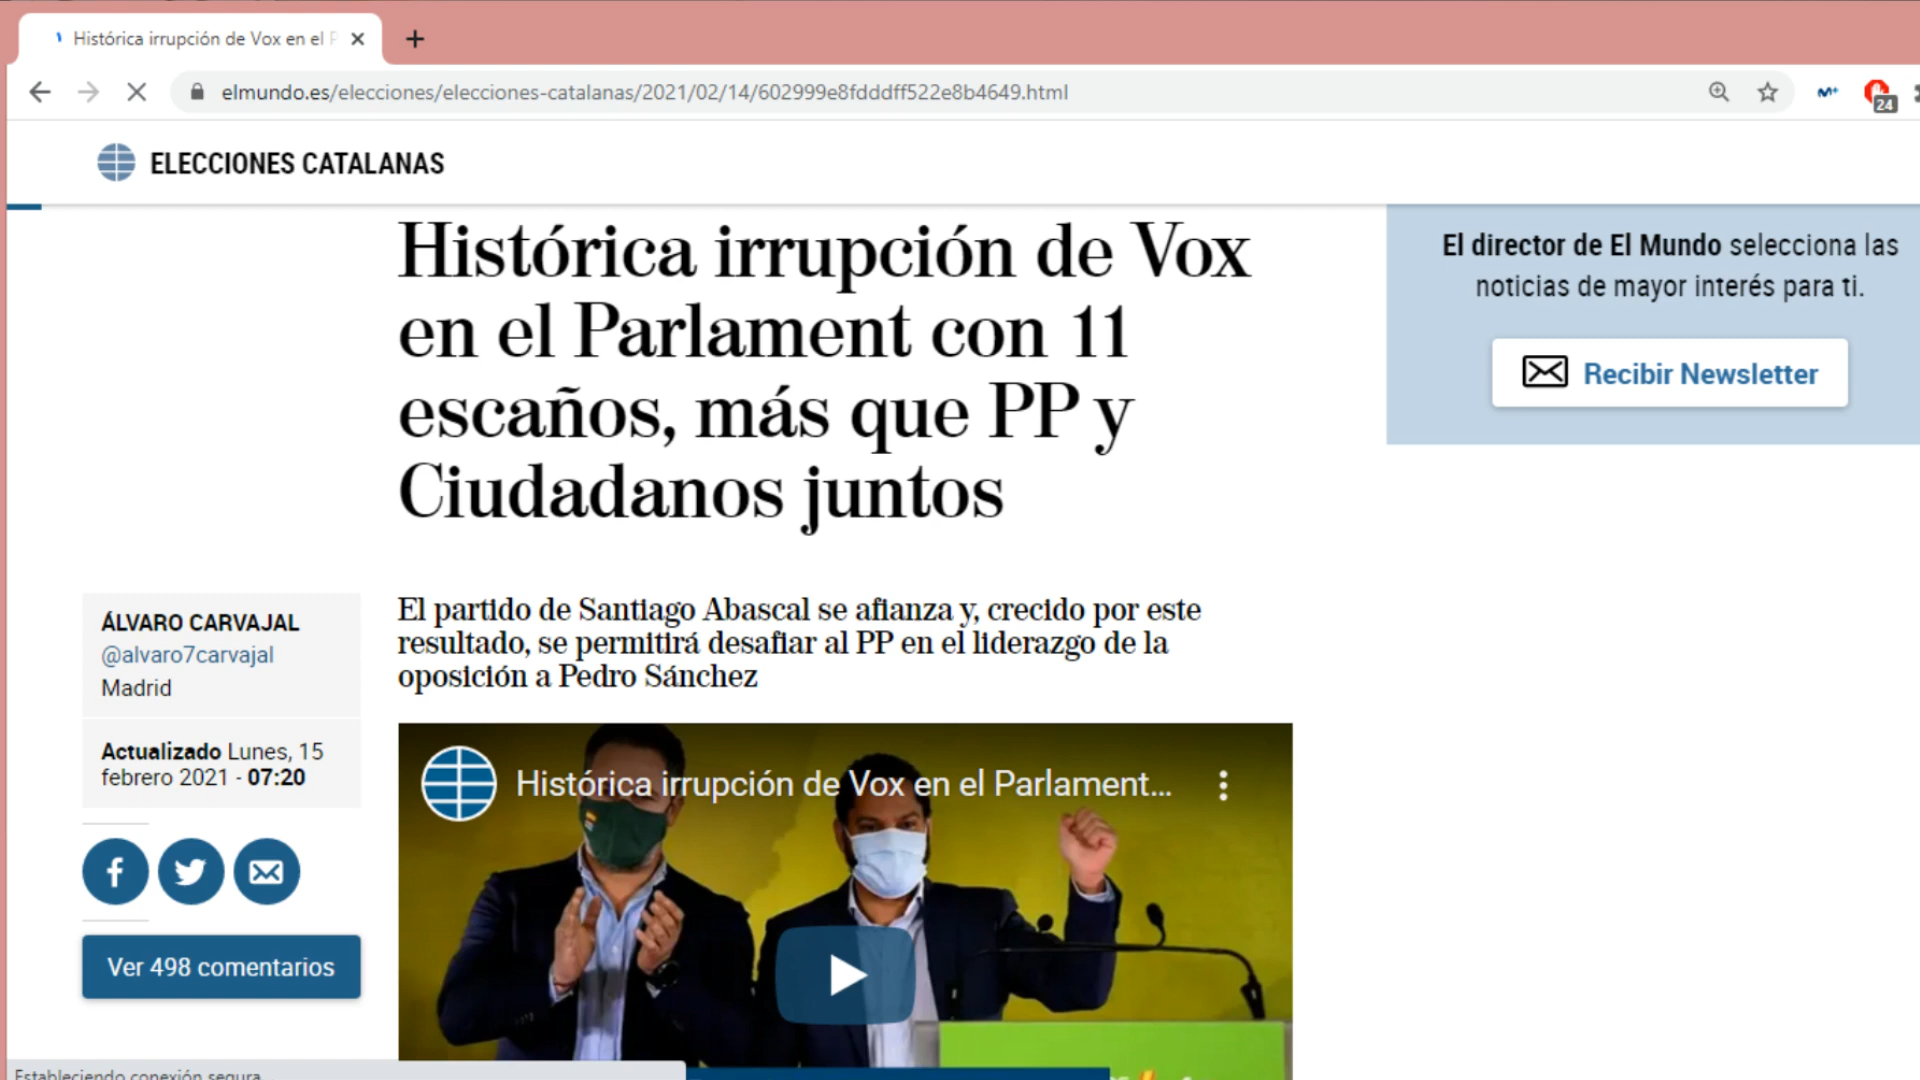 Histórica irrupción de Vox en el P
elmundo.es/elecciones/elecciones-catalanas/2021/02/14/602999e8fdddff522e8b4649.html
24
ELECCIONES CATALANAS
Histórica irrupción de Vox
en el Parlament con 11
escaños, más que PP y
Ciudadanos juntos
El director de El Mundo selecciona las
noticias de mayor interés para ti.
Recibir Newsletter
ÁLVARO CARVAJAL
@alvaro7carvajal
Madrid
Actualizado Lunes, 15
febrero 2021 - 07:20
Ver 498 comentarios
El partido de Santiago Abascal se afianza y, crecido por este
resultado, se permitirá desafiar al PP en el liderazgo de la
oposición a Pedro Sánchez
Histórica irrupción de Vox en el Parlament...
Estableciendo conexión segura...